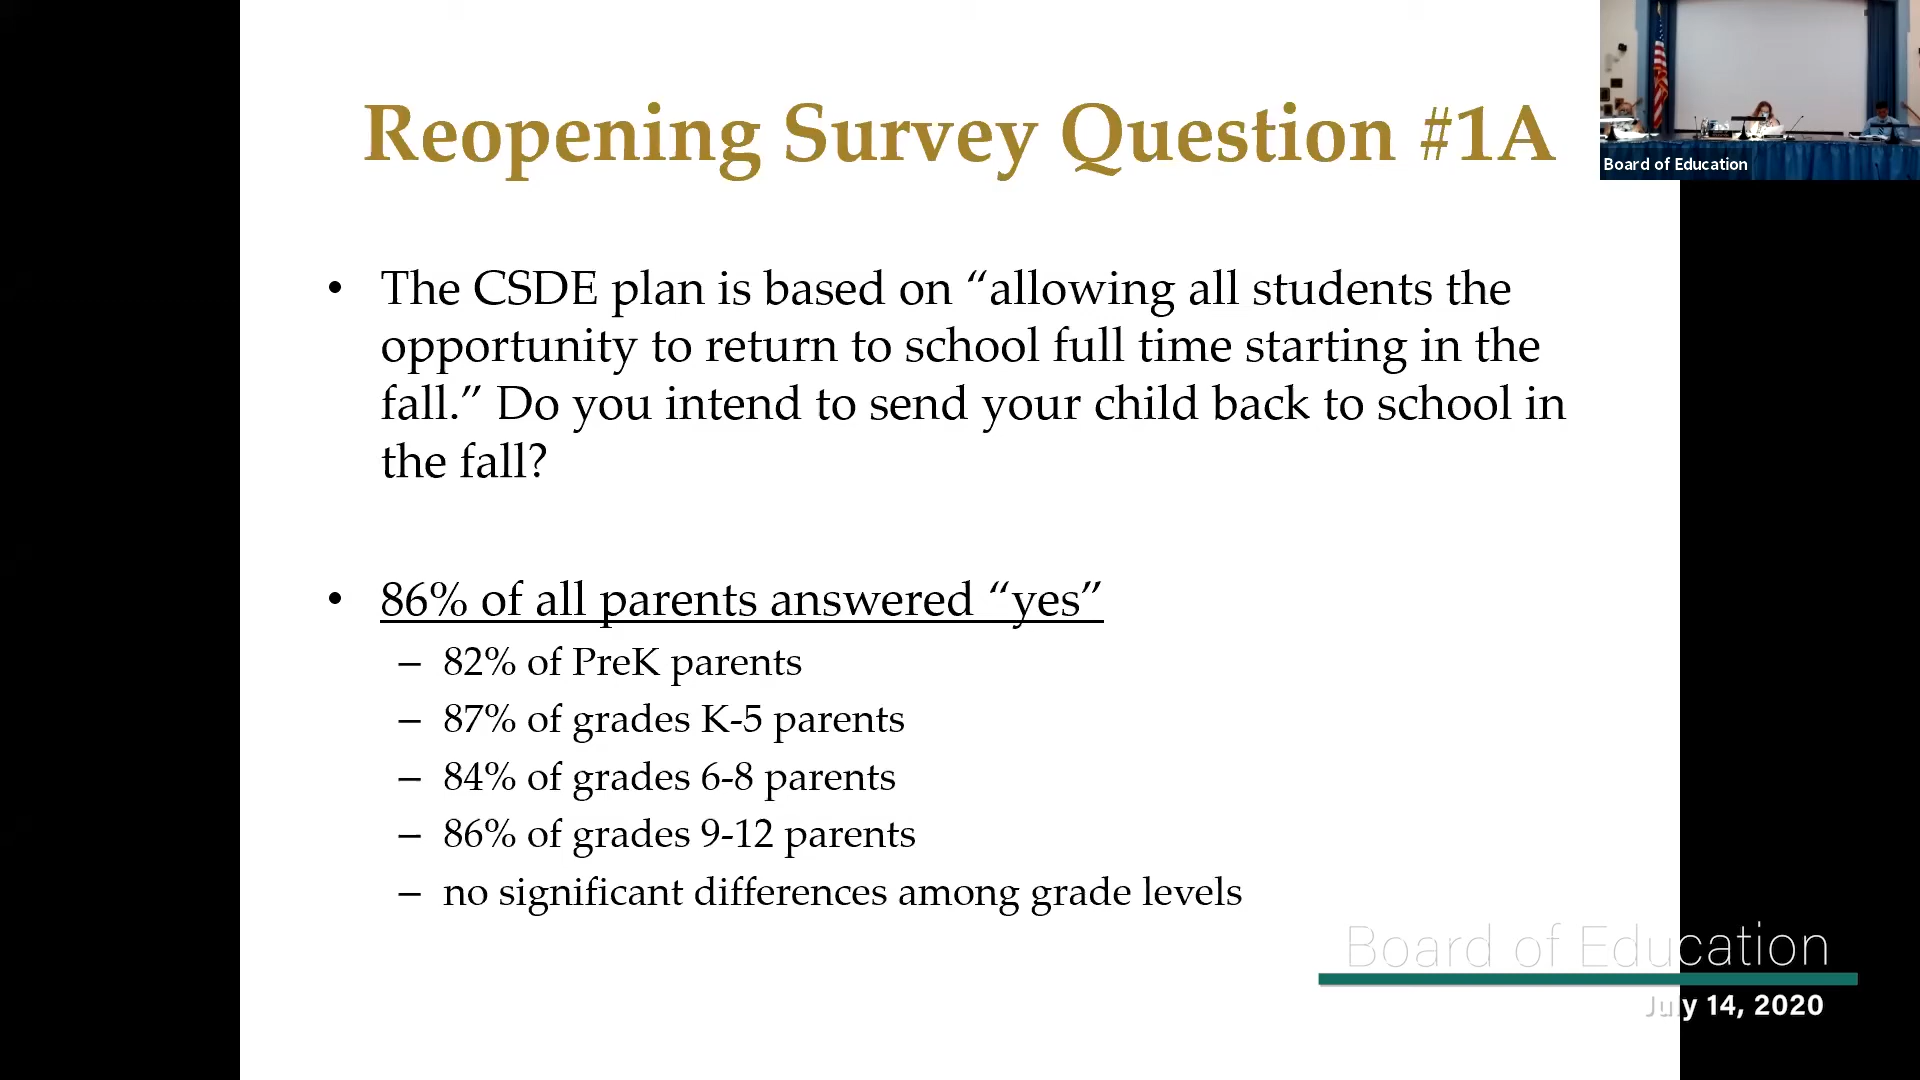 Reopening Survey Question #1A
Board of Education
• The CSDE plan is based on “allowing all students the
opportunity to return to school full time starting in the
fall.” Do you intend to send your child back to school in
the fall?
• 86% of all parents answered “yes”
– 82% of PreK parents
– 87% of grades K-5 parents
– 84% of grades 6-8 parents
– 86% of grades 9-12 parents
– no significant differences among grade levels
Board of Education
July 14, 2020